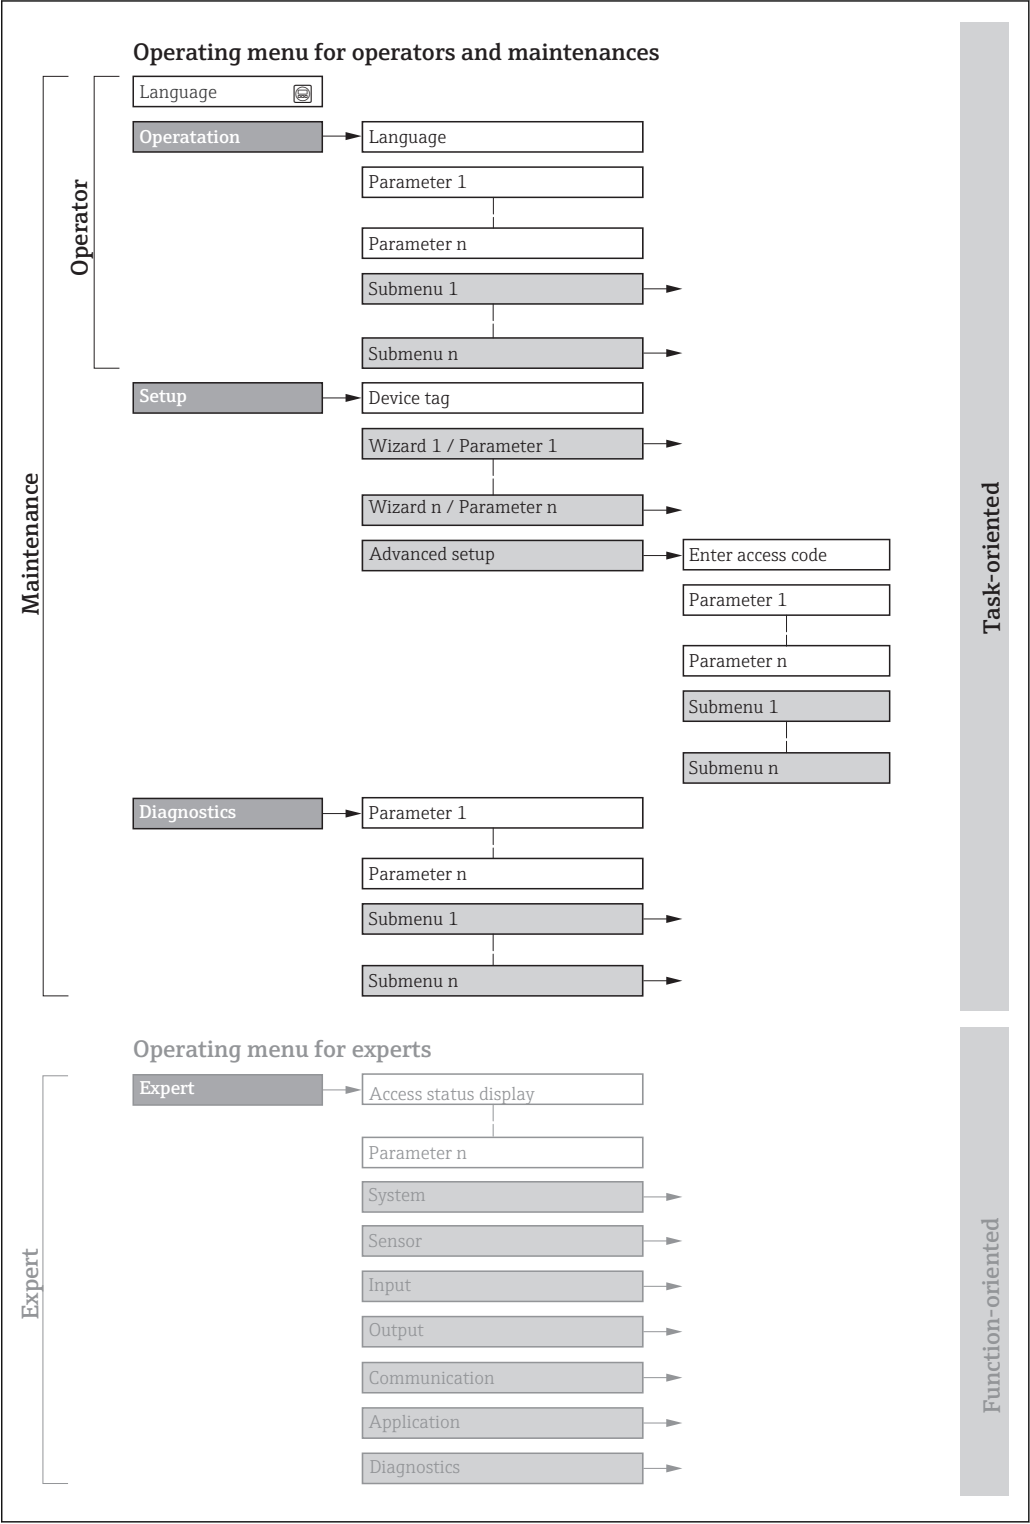 Operating menu for operators and maintenances
Language
Operatation
Language
Parameter 1
Parameter n
Submenu 1
Submenu n
Operator
Setup
Device tag
Wizard 1 / Parameter 1
Wizard n / Parameter n
Advanced setup
Enter access code
Parameter 1
Parameter n
Submenu 1
Submenu n
Maintenance
Task-oriented
Diagnostics
Parameter 1
Parameter n
Submenu 1
Submenu n
Operating menu for experts
Expert
Access status display
Parameter n
System
Sensor
Input
Output
Communication
Application
Diagnostics
Expert
Function-oriented